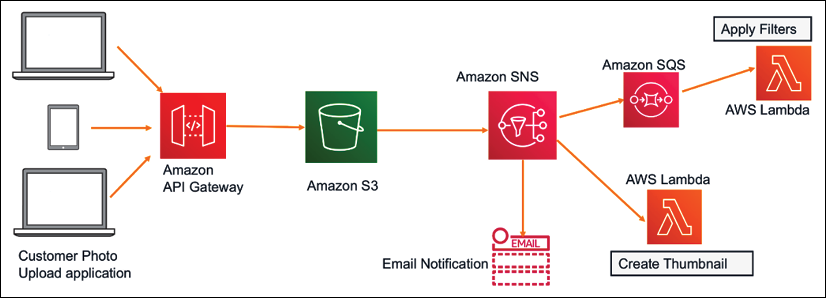 Apply Filters
Amazon SNS
Amazon SQS
AWS Lambda
Amazon
API Gateway
Amazon S3
AWS Lambda
EMAIL
Customer Photo
Upload application
Email Notification
Create Thumbnail